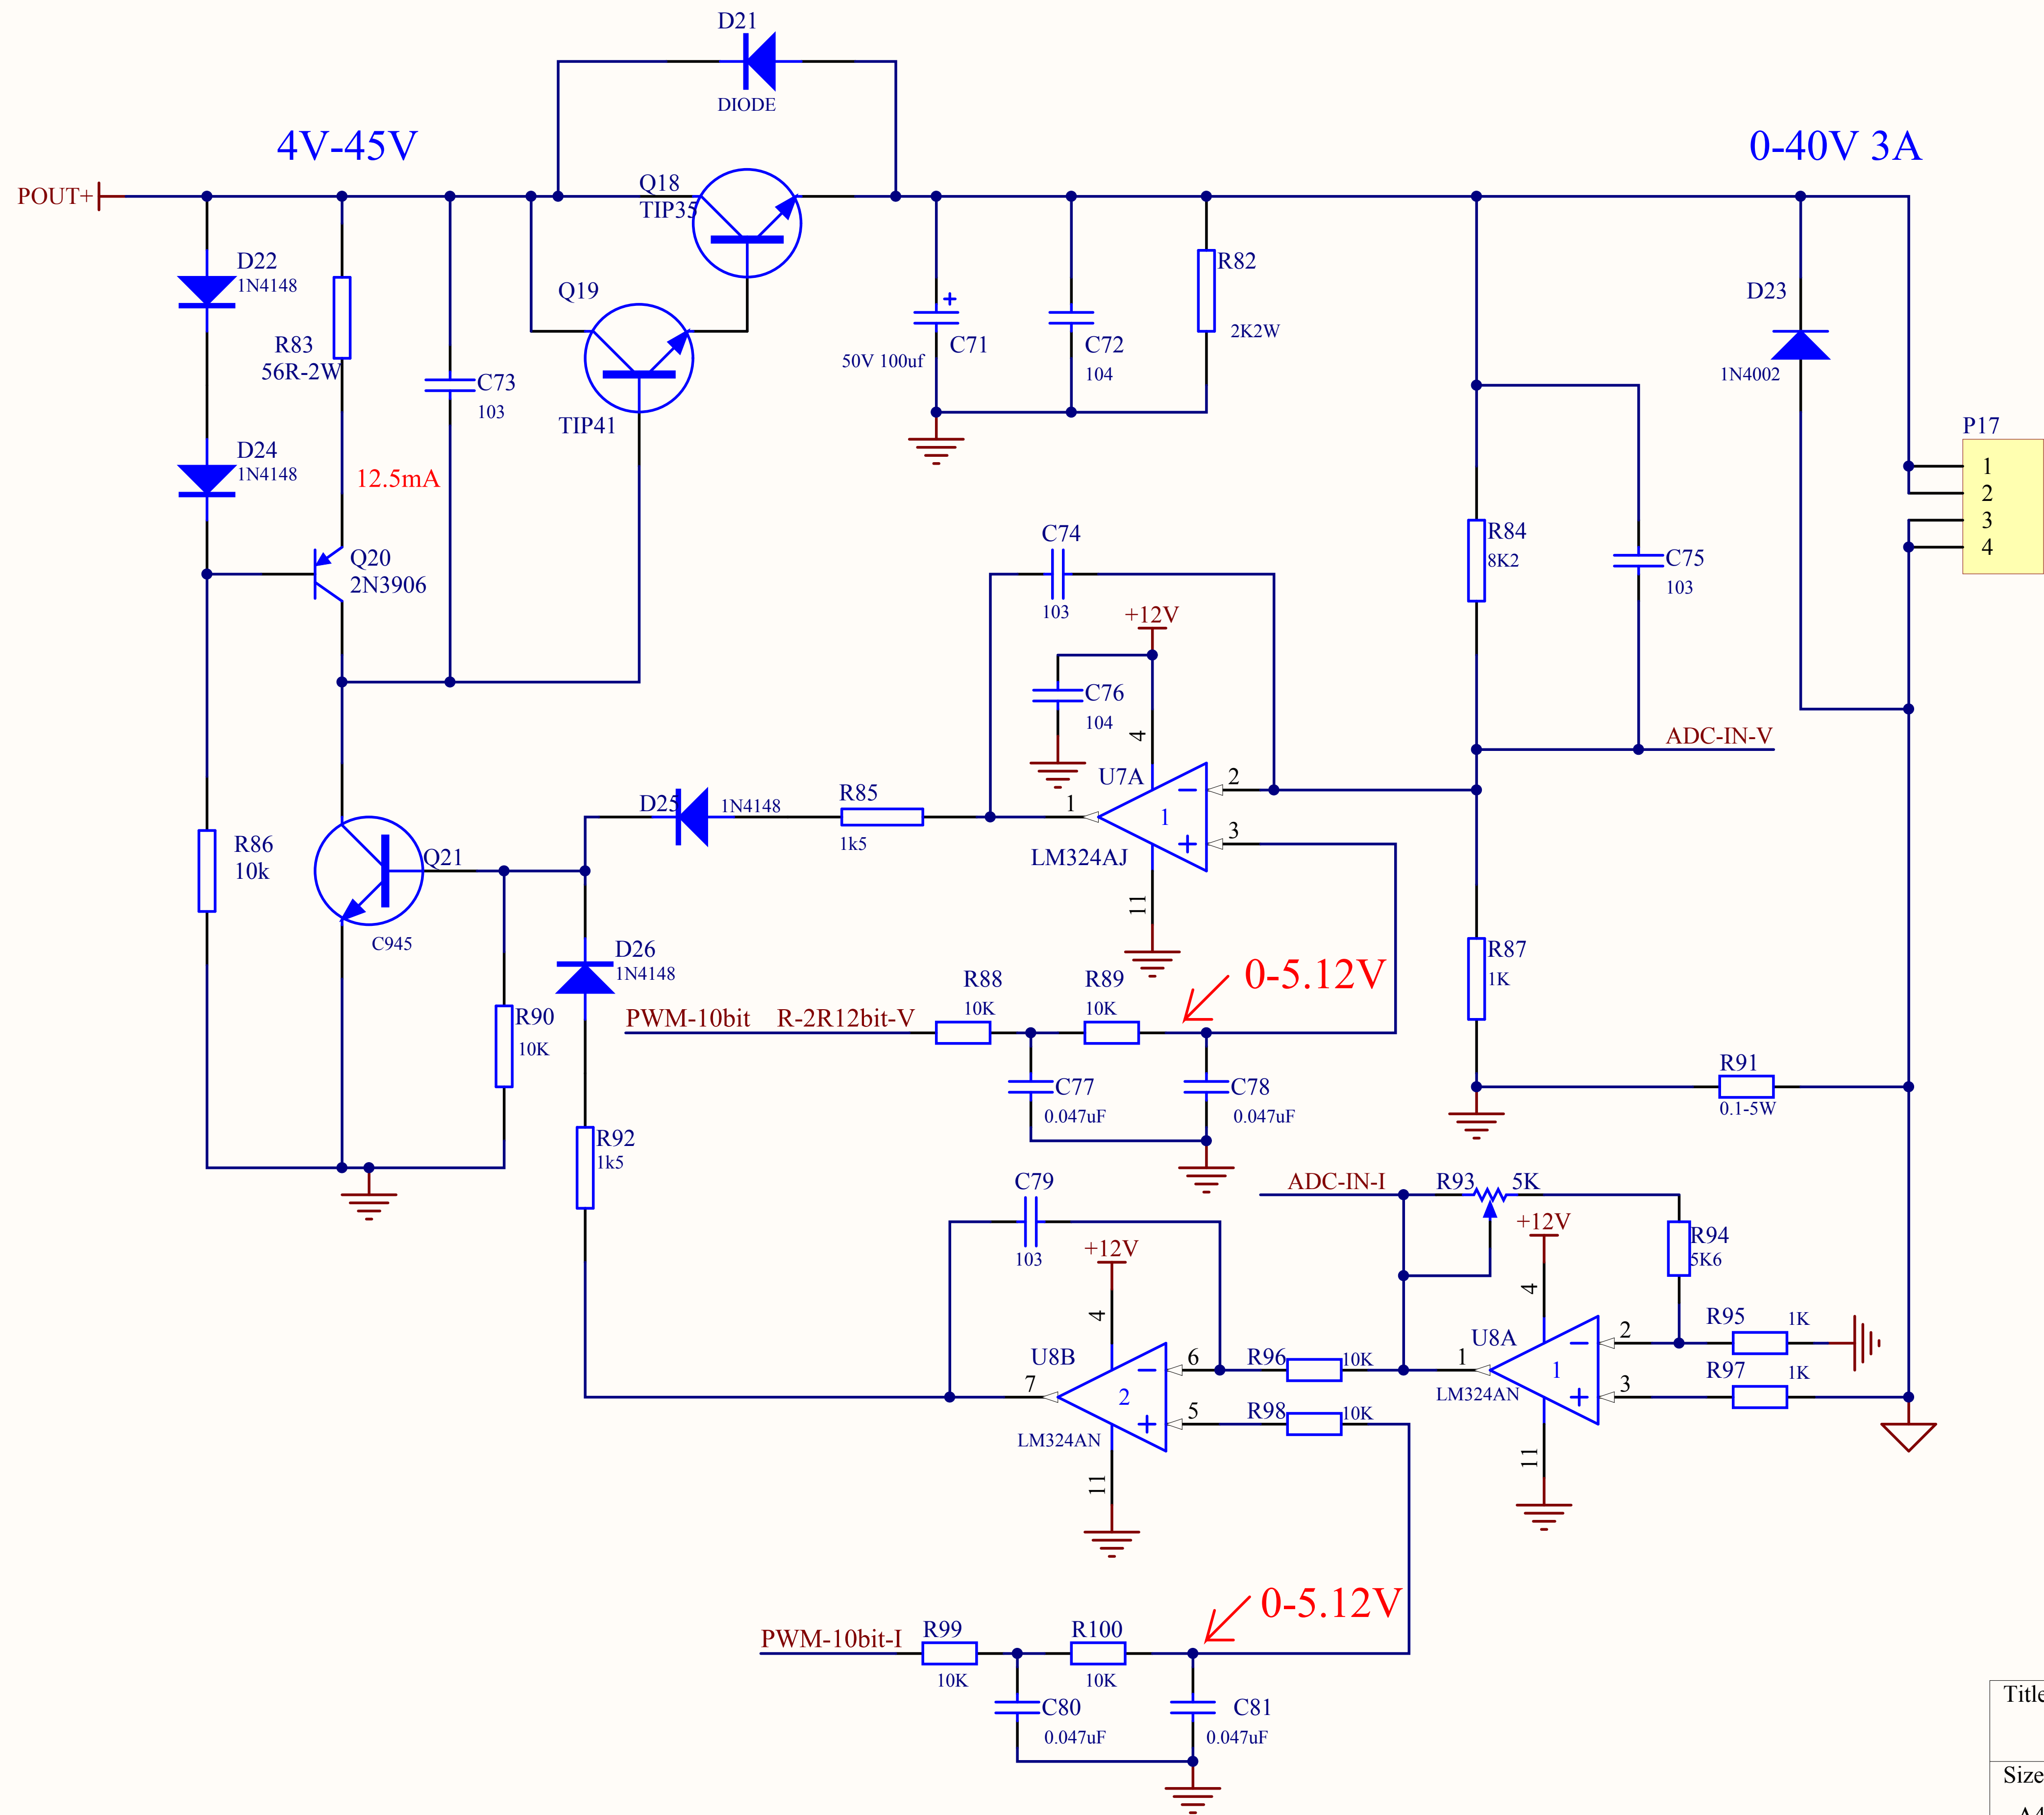 D21
DIODE
4V-45V
0-40V 3A
POUT+
Q18
TIP35
D22
1N4148
R83
56R-2W
Q19
TIP41
C73
103
+
C71
50V 100uf
C72
104
R82
2K2W
D23
1N4002
P17
1
2
3
4
D24
1N4148
12.5mA
Q20
2N3906
C74
103
+12V
C76
104
4
R84
8K2
C75
103
ADC-IN-V
U7A
2
1
1
3
LM324AJ
11
D25
1N4148
R85
1k5
R86
10k
Q21
C945
D26
1N4148
R90
10K
0-5.12V
PWM-10bit R-2R12bit-V
R88
10K
R89
10K
C77
0.047uF
C78
0.047uF
R87
1K
R91
0.1-5W
R92
1k5
ADC-IN-I
R93
5K
+12V
R94
5K6
4
C79
103
+12V
4
U8B
6
7
2
5
LM324AN
11
R96
10K
R98
10K
U8A
2
1
1
3
LM324AN
11
R95
1K
R97
1K
0-5.12V
PWM-10bit-I
R99
10K
R100
10K
C80
0.047uF
C81
0.047uF
Title
Size